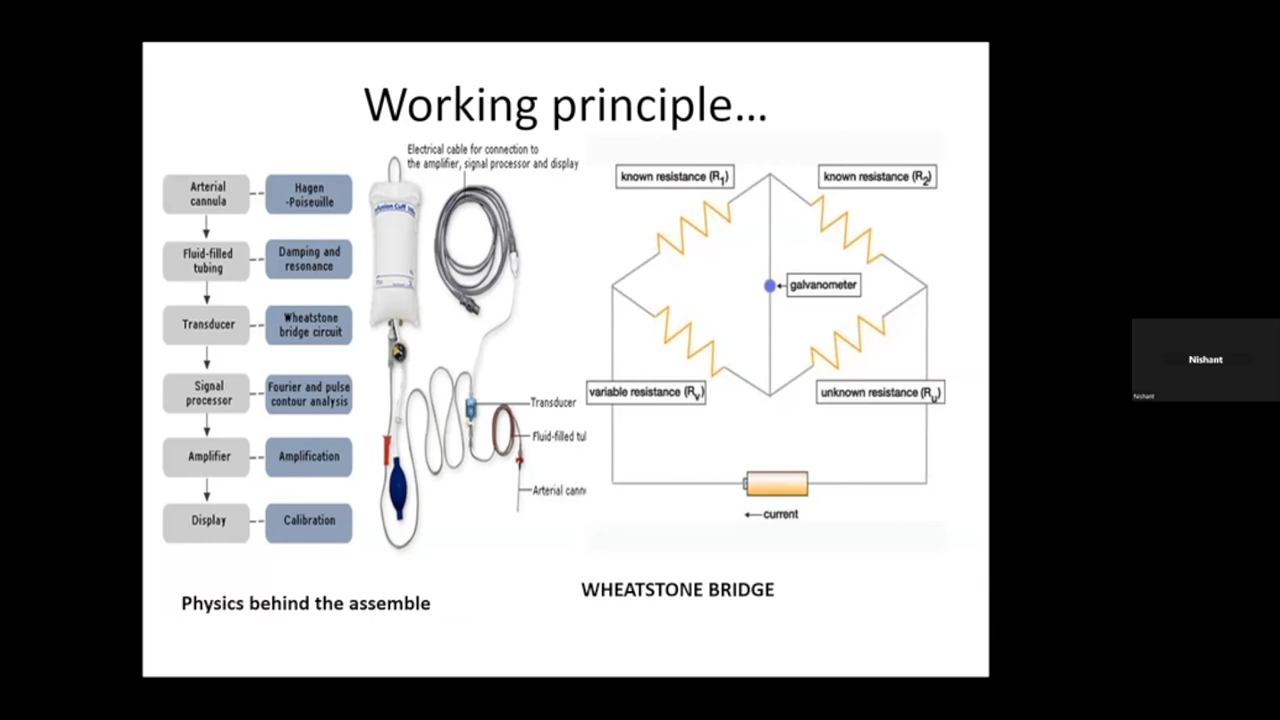 Working principle...
Electrical cable for connection to
the amplifier, signal processor and display
Arterial
cannula
Hagen
-Poiseuille
Fluid-filled
tubing
Damping and
resonance
Transducer
Wheatstone
bridge circuit
Signal
processor
Fourier and pulse
contour analysis
Amplifier
Amplification
Display
Calibration
Transducer
Fluid-filled tul
Arterial cann
known resistance (R1)
known resistance (R2)
galvanometer
variable resistance (Rv)
unknown resistance (Ru)
←current
Physics behind the assemble
WHEATSTONE BRIDGE
Nishant
Nishant